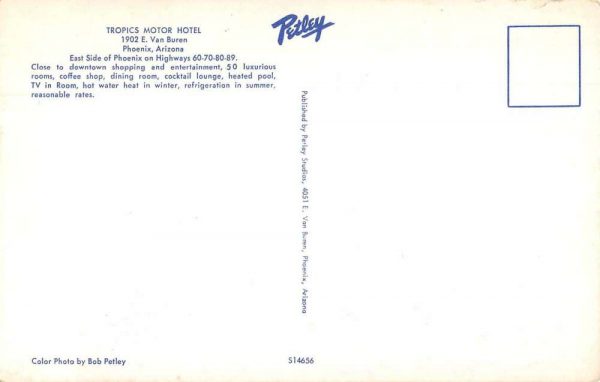 TROPICS MOTOR HOTEL
1902 E. Van Buren
Phoenix, Arizona
East Side of Phoenix on Highways 60-70-80-89.
Close to downtown shopping and entertainment, 50 luxurious
rooms, coffee shop, dining room, cocktail lounge, heated pool,
TV in Room, hot water heat in winter, refrigeration in summer,
reasonable rates.
Petley
Published by Petley Studios, 4051 E. Van Buren, Phoenix, Arizona
Color Photo by Bob Petley
S14656